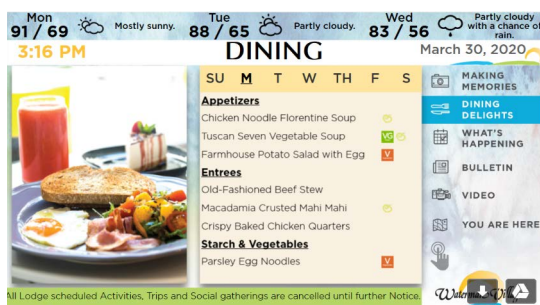 Mon
91 / 69
Mostly sunny.
Tue
88 / 65
Partly cloudy.
Wed
83 / 56
Partly cloudy
with a chance of
rain.
3:16 PM
DINING
March 30, 2020
SU M T W TH F S
Appetizers
Chicken Noodle Florentine Soup
Tuscan Seven Vegetable Soup VG
Farmhouse Potato Salad with Egg V
Entrees
Old-Fashioned Beef Stew
Macadamia Crusted Mahi Mahi
Crispy Baked Chicken Quarters
Starch & Vegetables
Parsley Egg Noodles V
MAKING
MEMORIES
DINING
DELIGHTS
WHAT'S
HAPPENING
BULLETIN
VIDEO
YOU ARE HERE
All Lodge scheduled Activities, Trips and Social gatherings are cancelled until further Notice.